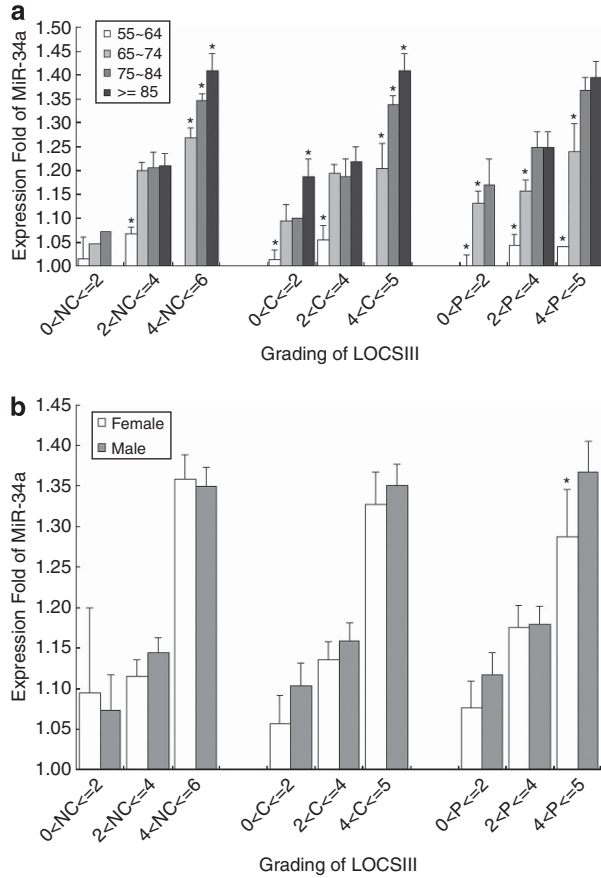 a
Expression Fold of MiR-34a
1.50
1.45
1.40
1.35
1.30
1.25
1.20
1.15
1.10
1.05
1.00
55~64
65~74
75~84
>= 85
* * * * * * * * * * * * * * *
0<NC<=2
2<NC<=4
4<NC<=6
0<C<=2
2<C<=4
4<C<=5
0<P<=2
2<P<=4
4<P<=5
Grading of LOCSIII
b
Expression Fold of MiR-34a
1.45
1.40
1.35
1.30
1.25
1.20
1.15
1.10
1.05
1.00
Female
Male
*
0<NC<=2
2<NC<=4
4<NC<=6
0<C<=2
2<C<=4
4<C<=5
0<P<=2
2<P<=4
4<P<=5
Grading of LOCSIII